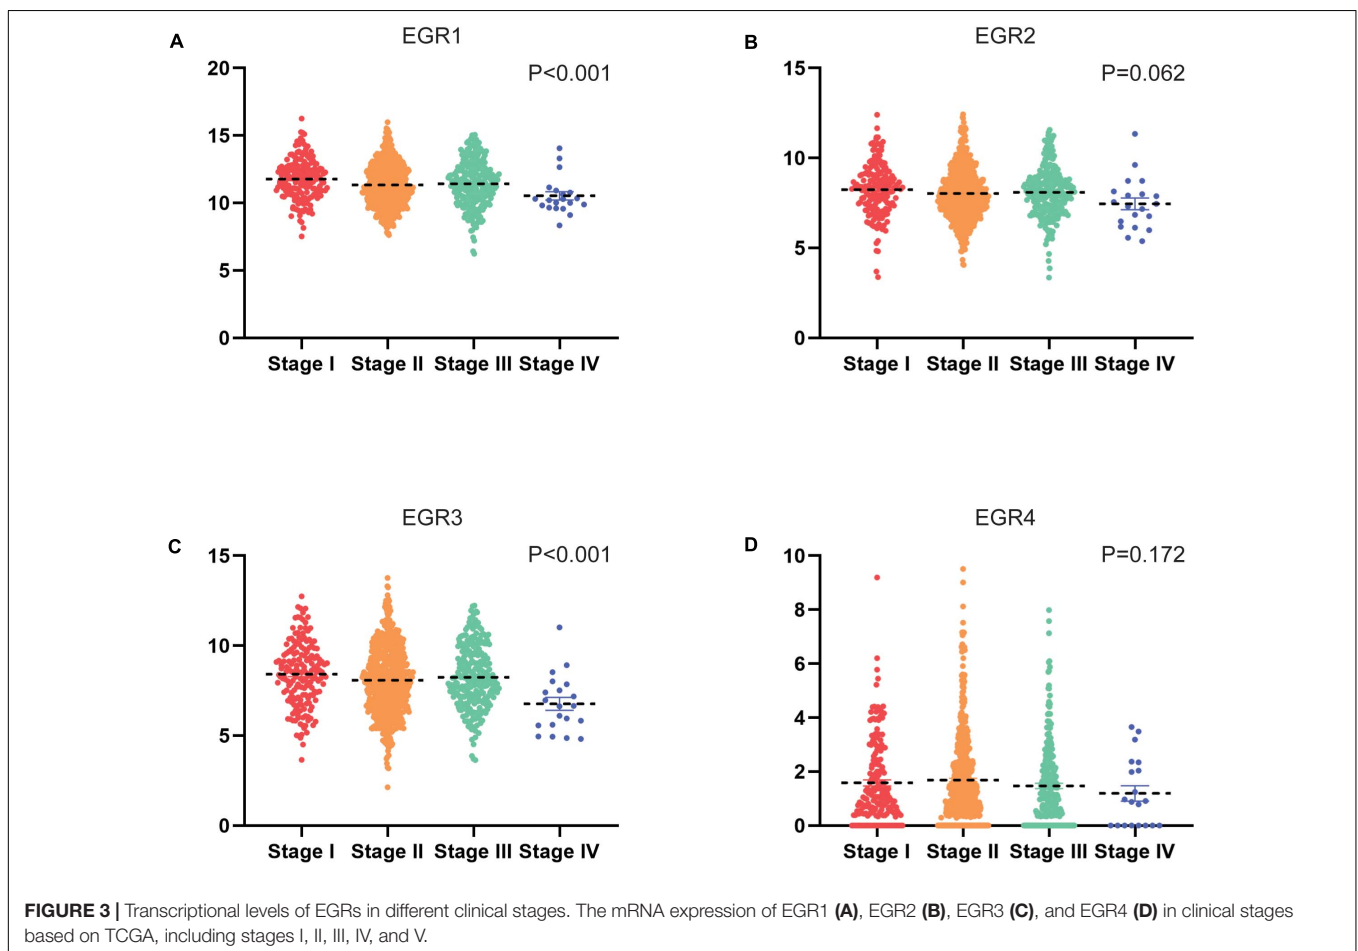 A
EGR1
P<0.001
20
15
10
5
0
Stage I Stage II Stage III Stage IV
B
EGR2
P=0.062
15
10
5
0
Stage I Stage II Stage III Stage IV
C
EGR3
P<0.001
15
10
5
0
Stage I Stage II Stage III Stage IV
D
EGR4
P=0.172
10
8
6
4
2
0
Stage I Stage II Stage III Stage IV
FIGURE 3 | Transcriptional levels of EGRs in different clinical stages. The mRNA expression of EGR1 (A), EGR2 (B), EGR3 (C), and EGR4 (D) in clinical stages
based on TCGA, including stages I, II, III, IV, and V.